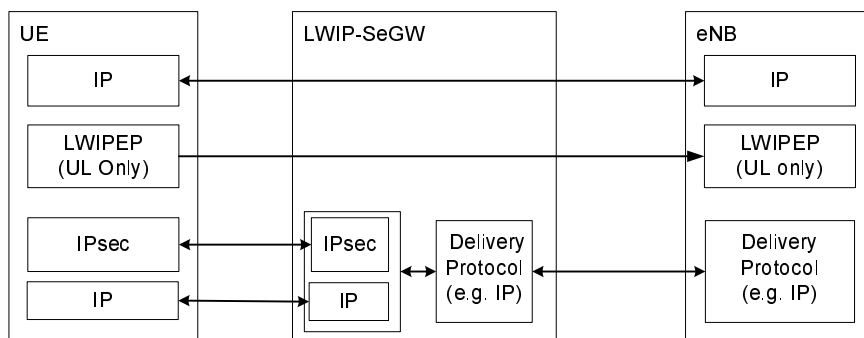 UE
LWIP-SeGW
eNB
IP
IP
LWIPEP
(UL Only)
LWIPEP
(UL only)
IPsec
IPsec
Delivery
Protocol
(e.g. IP)
Delivery
Protocol
(e.g. IP)
IP
IP